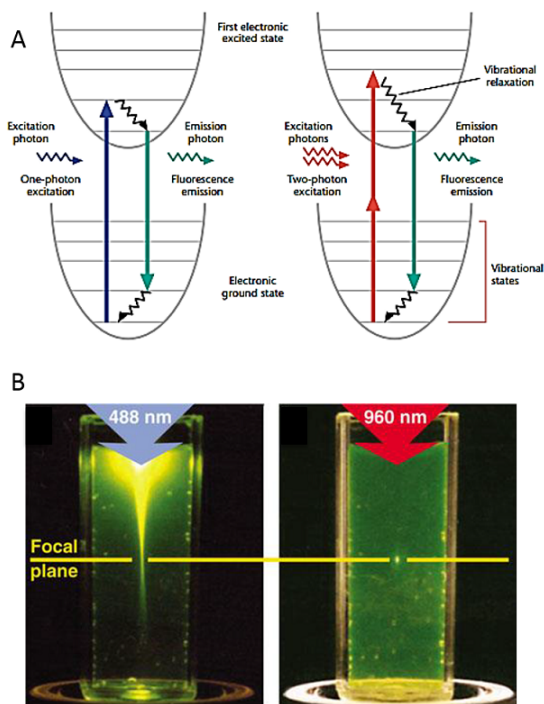 A
First electronic
excited state
Excitation
photon
One-photon
excitation
Emission
photon
Fluorescence
emission
Electronic
ground state
Excitation
photons
Two-photon
excitation
Vibrational
relaxation
Emission
photon
Fluorescence
emission
Vibrational
states
B
488 nm
960 nm
Focal
plane